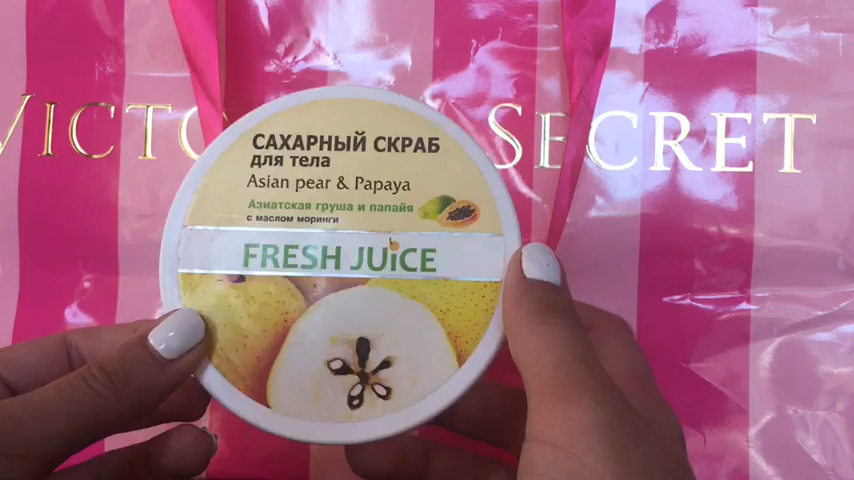 VICTO SECRET
САХАРНЫЙ СКРАБ
для тела
Asian pear & Papaya
Азиатская груша и папайя
с маслом моринги
FRESH JUICE